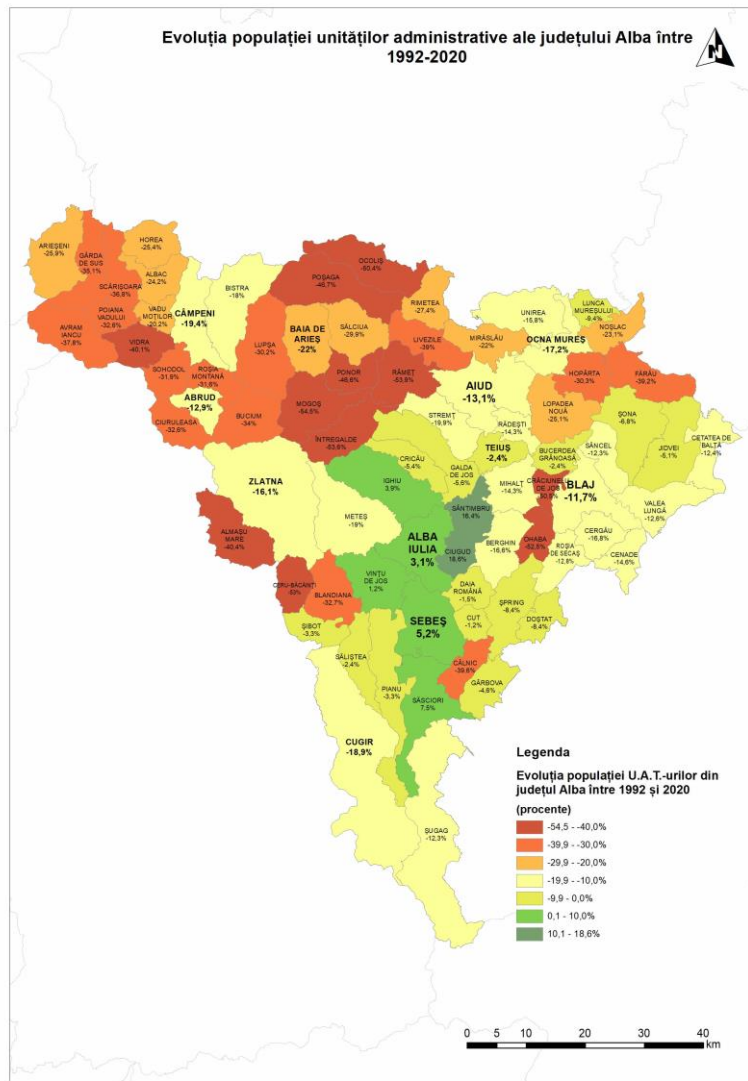 Evoluția populației unităților administrative ale județului Alba între
1992-2020
N
ARIEȘENI
-25,9%
GÂRDA
DE SUS
-35,1%
HOREA
-25,4%
ALBAC
-24,2%
SCĂRIȘOARA
-36,8%
POIANA
VADULUI
-32,8%
VADU
MOȚILOR
-20,2%
AVRAM
IANCU
-37,8%
VIDRA
-40,1%
CÂMPENI
-19,4%
BISTRA
-18%
SOHODOL
-31,5%
ROȘIA
MONTANĂ
-31,6%
ABRUD
-12,9%
CIURULEASA
-32,6%
BUCIUM
-34%
LUPȘA
-30,2%
BAIA DE
ARIEȘ
-22%
SĂLCIUA
-29,9%
POȘAGA
-46,7%
OCOLIȘ
-50,4%
RIMETEA
-27,4%
LIVEZILE
-38%
PONOR
-46,6%
RÂMEȚ
-53,9%
MOGOȘ
-54,5%
ÎNTREGALDE
-53,6%
MIRĂSLĂU
-22%
UNIREA
-15,8%
LUNCA
MUREȘULUI
-8,4%
OCNA MUREȘ
-17,2%
NOȘLAC
-23,1%
AIUD
-13,1%
HOPÂRTA
-30,3%
FĂRĂU
-39,2%
LOPADEA
NOUĂ
-25,1%
STREMȚ
-19,9%
RĂDEȘTI
-14,3%
ȘONA
-6,8%
JIDVEI
-5,1%
CETATEA DE
BALTĂ
-12,4%
TEIUȘ
-2,4%
BUCERDEA
GRÂNOASĂ
-2,4%
SÂNCEL
-12,3%
CRICĂU
-5,4%
GALDA
DE JOS
-5,6%
MIHALȚ
-14,3%
CRĂCIUNELU
DE JOS
BLAJ
-11,7%
VALEA
LUNGĂ
-12,6%
IGHIU
3,9%
SÂNTIMBRU
16,4%
ZLATNA
-16,1%
METEȘ
-18%
ALBA
IULIA
3,1%
CIUGUD
18,6%
BERGHIN
-16,6%
OHABA
-52,5%
ROȘIA
DE SECAȘ
-12,8%
CERGĂU
-16,8%
CENADE
-14,6%
ALMAȘU
MARE
-40,4%
CERU-BĂCĂINȚI
-53%
BLANDIANA
-32,7%
VINȚU
DE JOS
1,2%
DAIA
ROMÂNĂ
-1,5%
ȘPRING
-8,4%
DOȘTAT
-8,4%
CUT
-1,2%
SEBEȘ
5,2%
ȘIBOT
-3,3%
SĂLIȘTEA
-2,4%
PIANU
-3,3%
CÂLNIC
-39,6%
GÂRBOVA
-4,6%
SĂSCIORI
7,5%
CUGIR
-18,9%
ȘUGAG
-12,3%
Legenda
Evoluția populației U.A.T.-urilor din
județul Alba între 1992 și 2020
(procente)
-54,5 - -40,0%
-39,9 - -30,0%
-29,9 - -20,0%
-19,9 - -10,0%
-9,9 - 0,0%
0,1 - 10,0%
10,1 - 18,6%
0 5 10 20 30 40
km